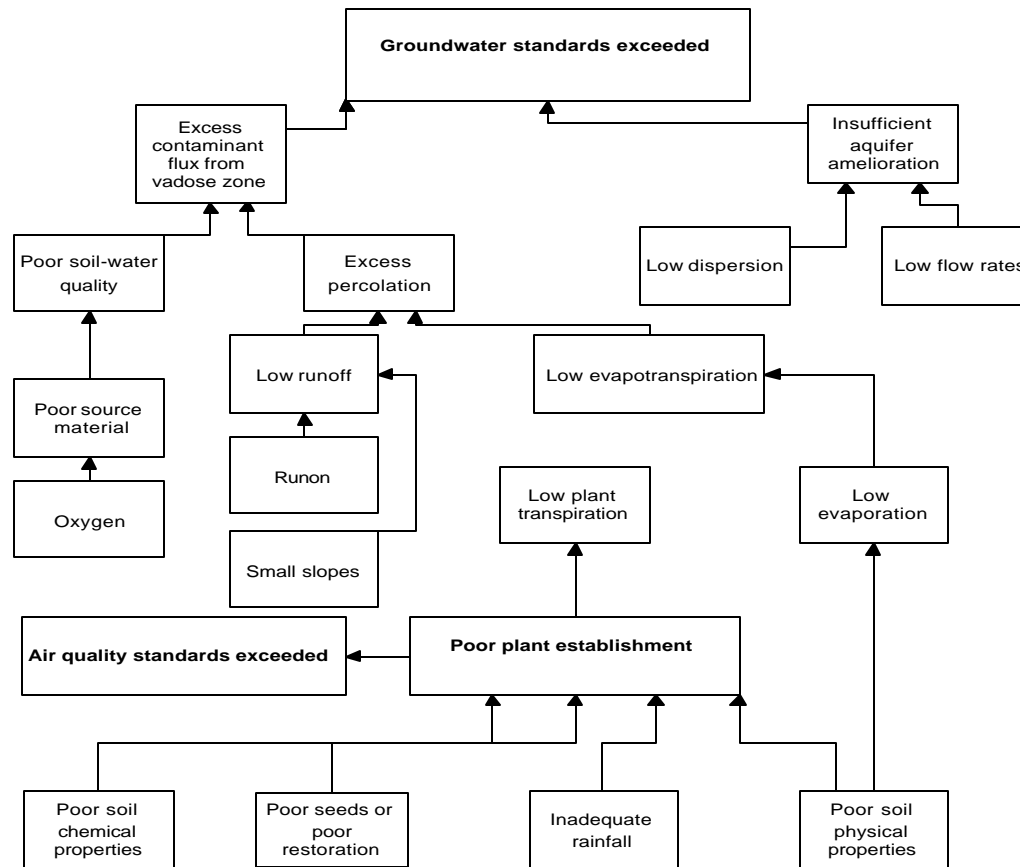 Groundwater standards exceeded
Excess
contaminant
flux from
vadose zone
Insufficient
aquifer
amelioration
Poor soil-water
quality
Excess
percolation
Low dispersion
Low flow rates
Low runoff
Low evapotranspiration
Poor source
material
Runon
Low plant
transpiration
Low
evaporation
Oxygen
Small slopes
Air quality standards exceeded
Poor plant establishment
Poor soil
chemical
properties
Poor seeds or
poor
restoration
Inadequate
rainfall
Poor soil
physical
properties